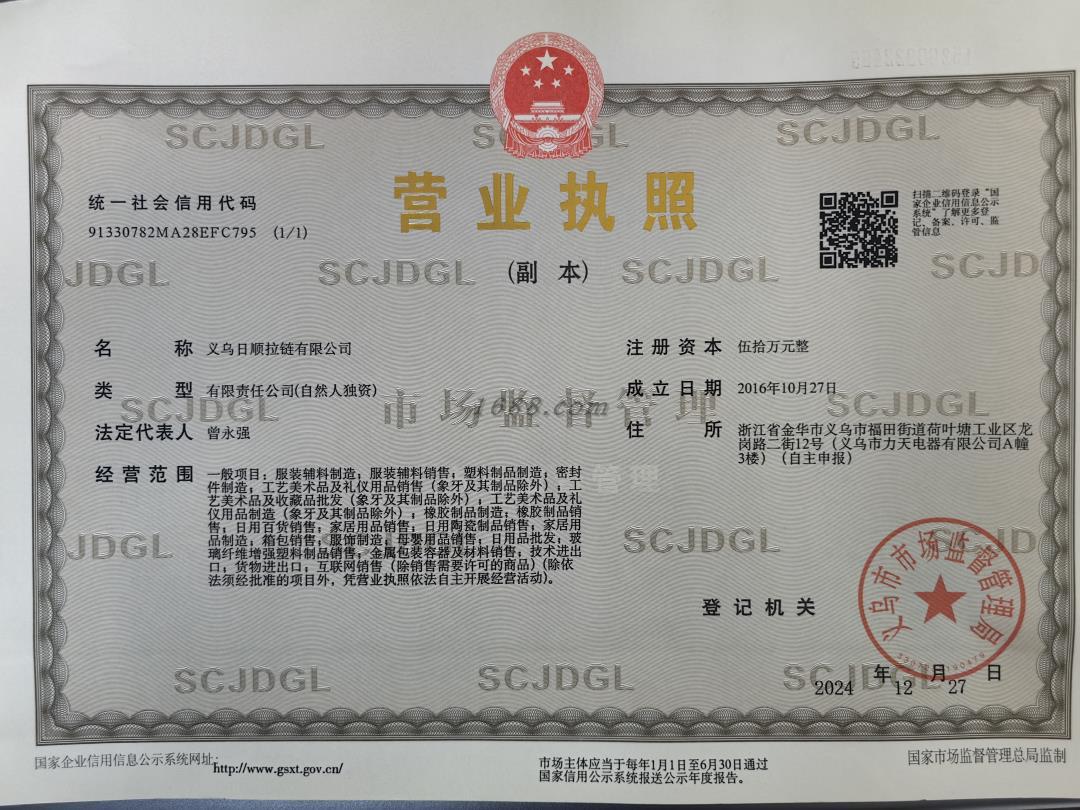 SCJDGL SCJDGL SCJDGL
营业执照
(副 本)
统一社会信用代码
91330782MA28EFC795 (1/1)
扫描二维码登录“国
家企业信用信息公示
系统”了解更多登
记、备案、许可、监
管信息
JDGL SCJDGL SCJDGL SCJD
名 称 义乌日顺拉链有限公司
类 型 有限责任公司(自然人独资)
法定代表人 曾永强
经营范围 一般项目：服装辅料制造；服装辅料销售；塑料制品制造；密封
件制造；工艺美术品及礼仪用品销售（象牙及其制品除外）；工
艺美术品及收藏品批发（象牙及其制品除外）；工艺美术品及礼
仪用品制造（象牙及其制品除外）；橡胶制品制造；橡胶制品销
售；日用百货销售；家居用品销售；日用陶瓷制品销售；家居用
品制造；箱包销售；服饰制造；母婴用品销售；日用品批发；玻
璃纤维增强塑料制品销售；金属包装容器及材料销售；技术进出
口；货物进出口；互联网销售（除销售需要许可的商品）(除依
法须经批准的项目外，凭营业执照依法自主开展经营活动)。
注册资本 伍拾万元整
成立日期 2016年10月27日
住 所 浙江省金华市义乌市福田街道荷叶塘工业区龙
岗路二街12号（义乌市力天电器有限公司A幢
3楼）（自主申报）
SCJDGL 市场监督管理 SCJDGL
1688.com
管理
JDGL SCJDGL SCJD
登记机关
义乌市市场监督管理局
2024 年 12 月 27 日
SCJDGL SCJDGL SCJDGL
国家企业信用信息公示系统网址：http://www.gsxt.gov.cn/
市场主体应当于每年1月1日至6月30日通过
国家信用公示系统报送公示年度报告。
国家市场监督管理总局监制